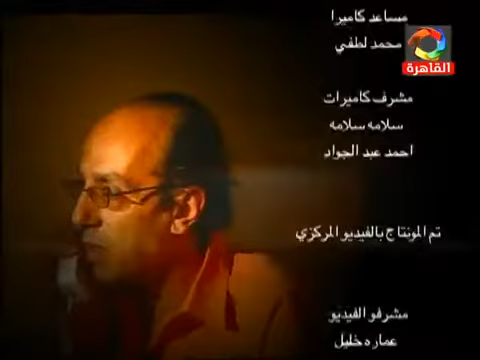 مساعد كاميرا
محمد لطفي
القاهرة
مشرف كاميرات
سلامه سلامه
احمد عبد الجواد
تم المونتاج بالفيديو المركزي
مشرفو الفيديو
عماره خليل